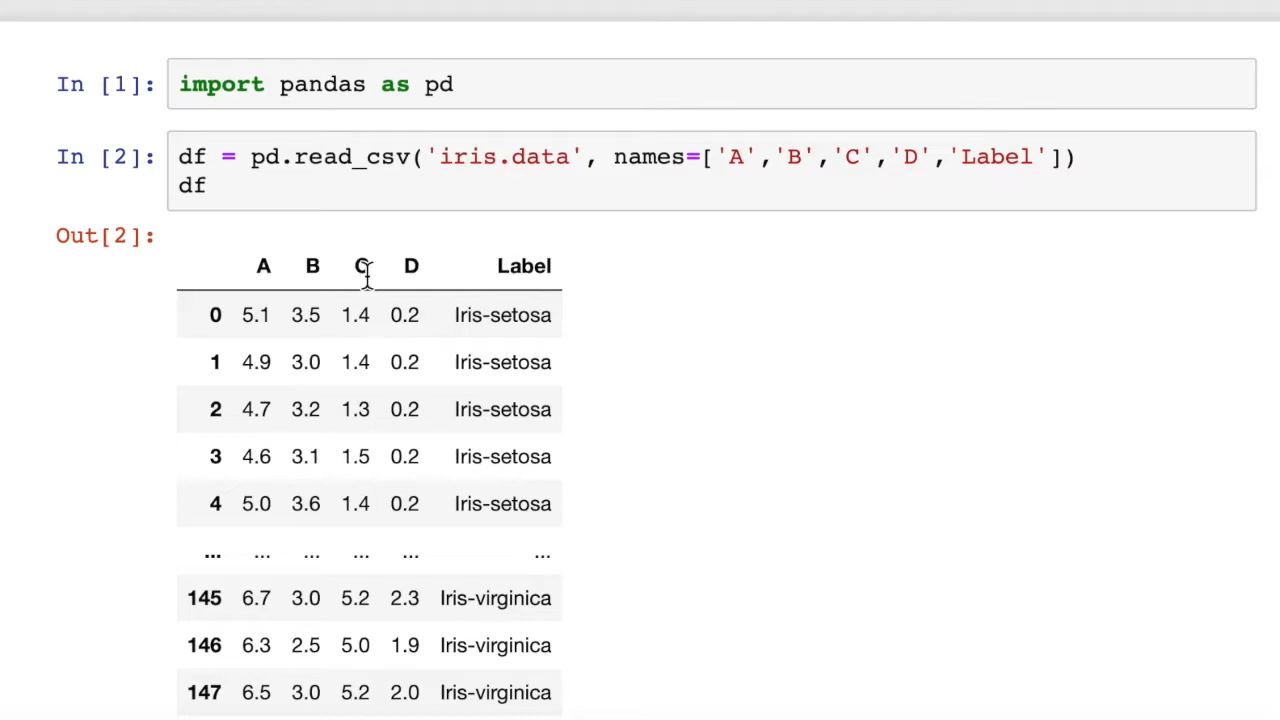 In [1]: import pandas as pd
In [2]: df = pd.read_csv('iris.data', names=['A','B','C','D','Label'])
df
Out[2]:
A B C D Label
0 5.1 3.5 1.4 0.2 Iris-setosa
1 4.9 3.0 1.4 0.2 Iris-setosa
2 4.7 3.2 1.3 0.2 Iris-setosa
3 4.6 3.1 1.5 0.2 Iris-setosa
4 5.0 3.6 1.4 0.2 Iris-setosa
... ... ... ... ... ...
145 6.7 3.0 5.2 2.3 Iris-virginica
146 6.3 2.5 5.0 1.9 Iris-virginica
147 6.5 3.0 5.2 2.0 Iris-virginica